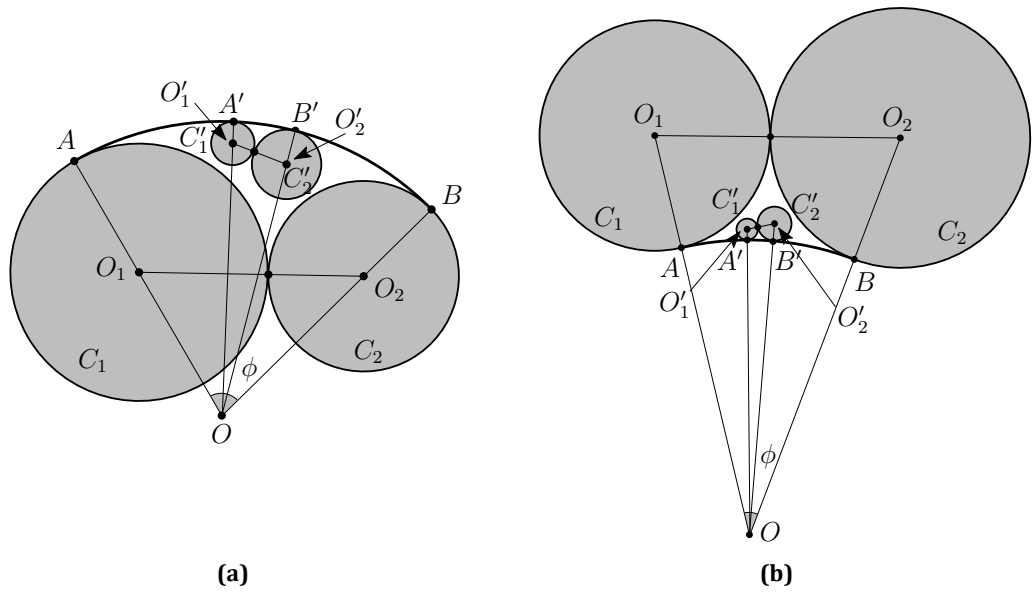 O′₁ A′ B′ O′₂
A C′₁ C′₂ B
O₁ O₂
C₁ C₂
ϕ
O
(a)
O₁ O₂
C₁ C′₁ C′₂ C₂
A A′ B′ B
O′₁ O′₂
ϕ
O
(b)